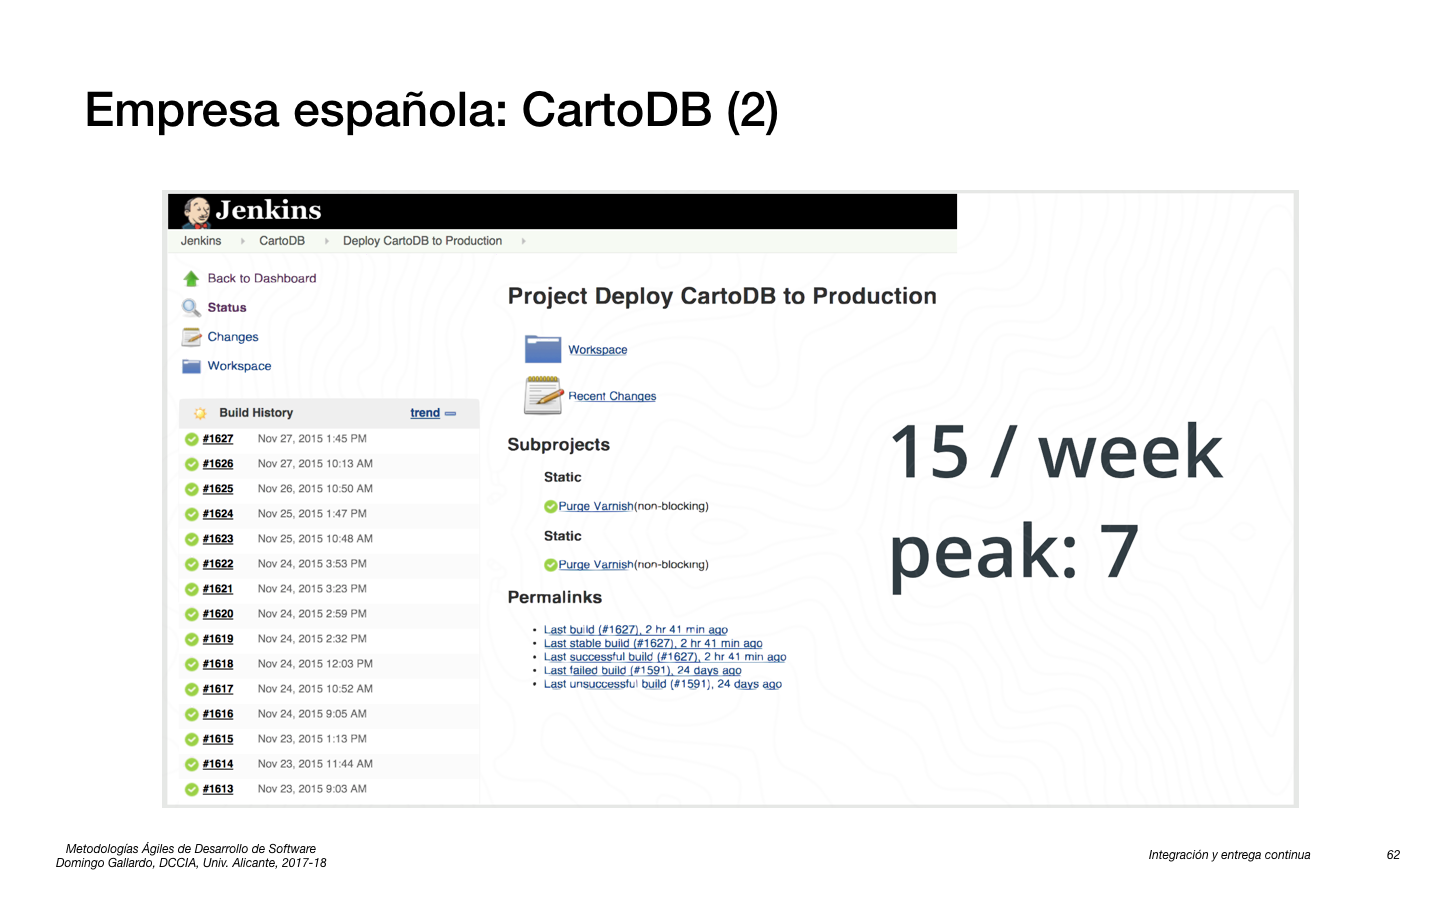 Empresa española: CartoDB (2)
Jenkins
Jenkins CartoDB Deploy CartoDB to Production
Back to Dashboard
Status
Changes
Workspace
Build History trend
#1627 Nov 27, 2015 1:45 PM
#1626 Nov 27, 2015 10:13 AM
#1625 Nov 26, 2015 10:50 AM
#1624 Nov 25, 2015 1:47 PM
#1623 Nov 25, 2015 10:48 AM
#1622 Nov 24, 2015 3:53 PM
#1621 Nov 24, 2015 3:23 PM
#1620 Nov 24, 2015 2:59 PM
#1619 Nov 24, 2015 2:32 PM
#1618 Nov 24, 2015 12:03 PM
#1617 Nov 24, 2015 10:52 AM
#1616 Nov 24, 2015 9:05 AM
#1615 Nov 23, 2015 1:13 PM
#1614 Nov 23, 2015 11:44 AM
#1613 Nov 23, 2015 9:03 AM
Project Deploy CartoDB to Production
Workspace
Recent Changes
Subprojects
Static
Purge Varnish(non-blocking)
Static
Purge Varnish(non-blocking)
Permalinks
• Last build (#1627), 2 hr 41 min ago
• Last stable build (#1627), 2 hr 41 min ago
• Last successful build (#1627), 2 hr 41 min ago
• Last failed build (#1591), 24 days ago
• Last unsuccessful build (#1591), 24 days ago
15 / week
peak: 7
Metodologías Ágiles de Desarrollo de Software
Domingo Gallardo, DCCIA, Univ. Alicante, 2017-18
Integración y entrega continua
62